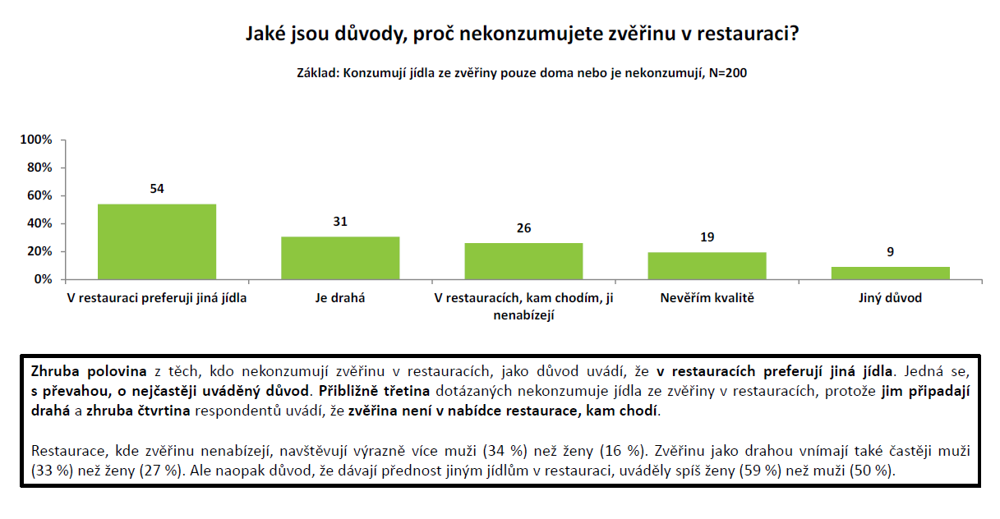 Jaké jsou důvody, proč nekonzumujete zvěřinu v restauraci?
Základ: Konzumují jídla ze zvěřiny pouze doma nebo je nekonzumují, N=200
100%
80%
60%
40%
20%
0%
54
31
26
19
9
V restauraci preferuji jiná jídla
Je drahá
V restauracích, kam chodím, ji
nenabízejí
Nevěřím kvalitě
Jiný důvod
Zhruba polovina z těch, kdo nekonzumují zvěřinu v restauracích, jako důvod uvádí, že v restauracích preferují jiná jídla. Jedná se,
s převahou, o nejčastěji uváděný důvod. Přibližně třetina dotázaných nekonzumuje jídla ze zvěřiny v restauracích, protože jim připadají
drahá a zhruba čtvrtina respondentů uvádí, že zvěřina není v nabídce restaurace, kam chodí.
Restaurace, kde zvěřinu nenabízejí, navštěvují výrazně více muži (34 %) než ženy (16 %). Zvěřinu jako drahou vnímají také častěji muži
(33 %) než ženy (27 %). Ale naopak důvod, že dávají přednost jiným jídlům v restauraci, uváděly spíš ženy (59 %) než muži (50 %).